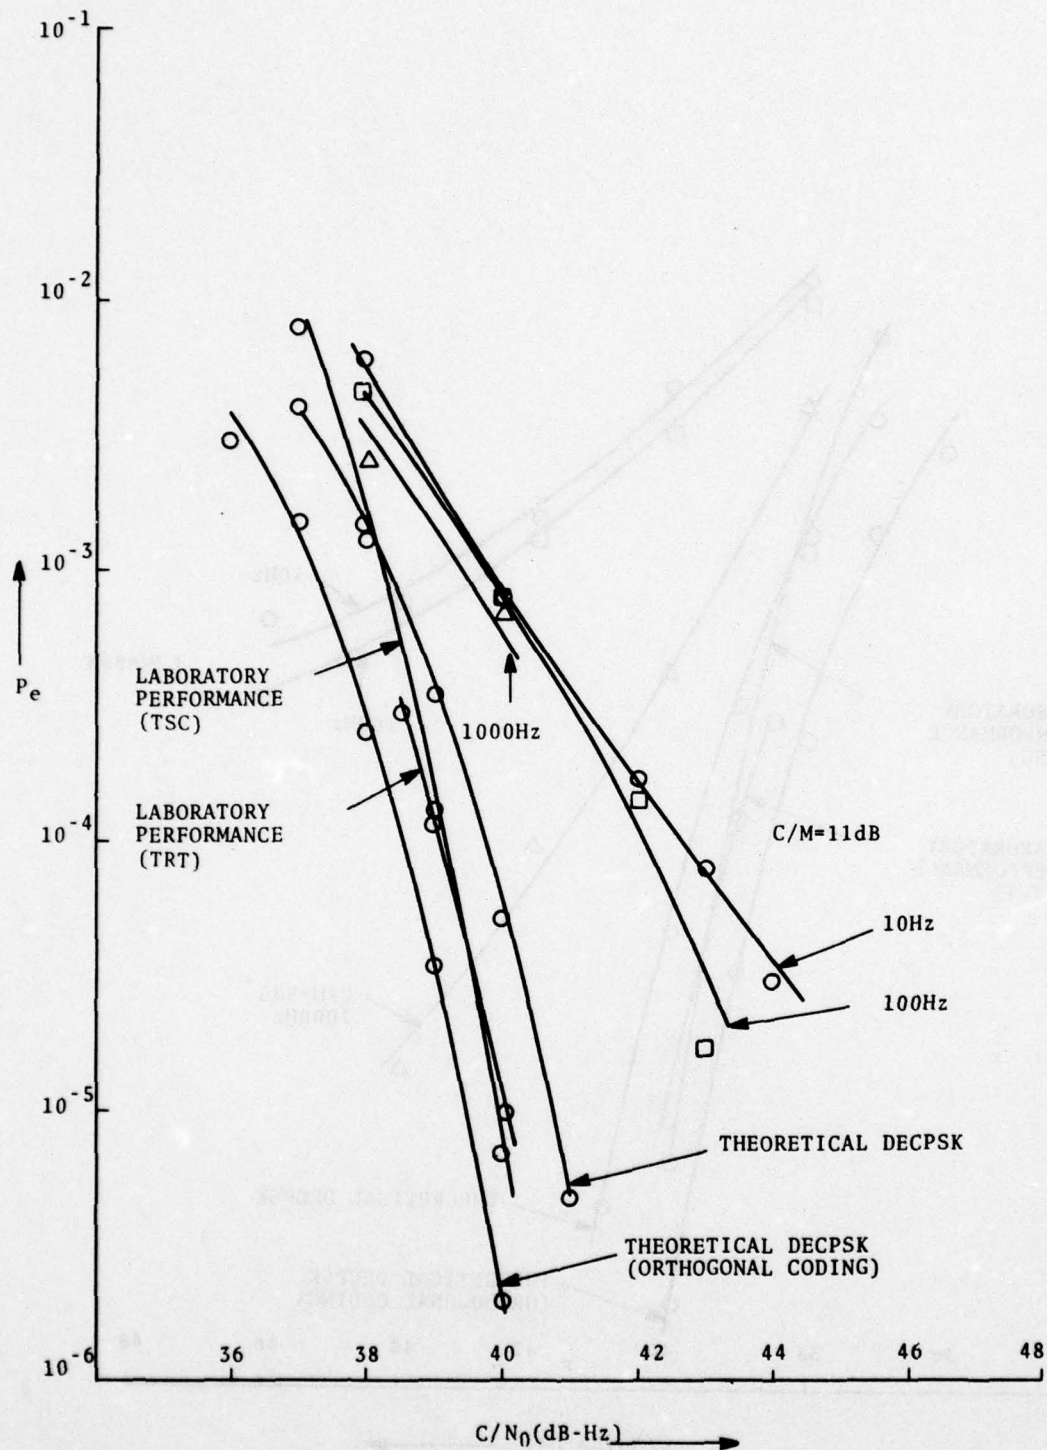 10^-1
10^-2
10^-3
P_e
LABORATORY
PERFORMANCE
(TSC)
1000Hz
LABORATORY
PERFORMANCE
(TRT)
10^-4
C/M=11dB
10Hz
100Hz
10^-5
THEORETICAL DECPSK
THEORETICAL DECPSK
(ORTHOGONAL CODING)
10^-6
36 38 40 42 44 46 48
C/N_0(dB-Hz)